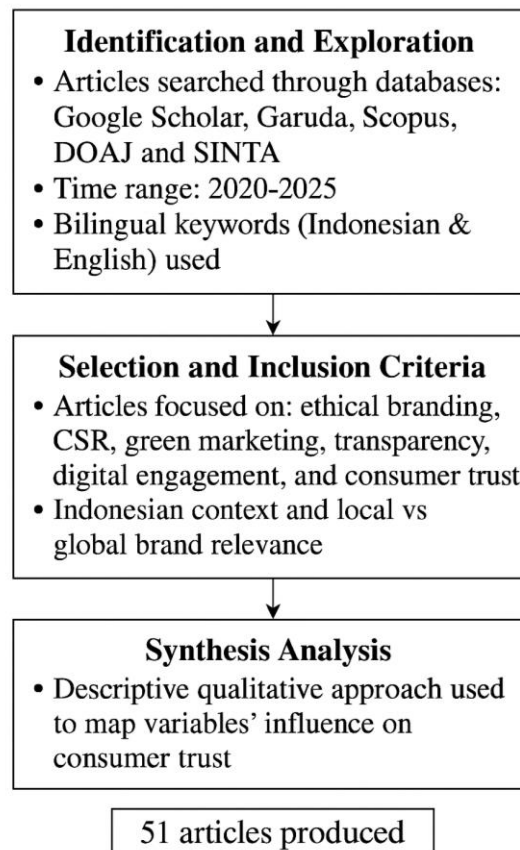 Identification and Exploration
• Articles searched through databases:
Google Scholar, Garuda, Scopus,
DOAJ and SINTA
• Time range: 2020-2025
• Bilingual keywords (Indonesian &
English) used
Selection and Inclusion Criteria
• Articles focused on: ethical branding,
CSR, green marketing, transparency,
digital engagement, and consumer trust
• Indonesian context and local vs
global brand relevance
Synthesis Analysis
• Descriptive qualitative approach used
to map variables’ influence on
consumer trust
51 articles produced